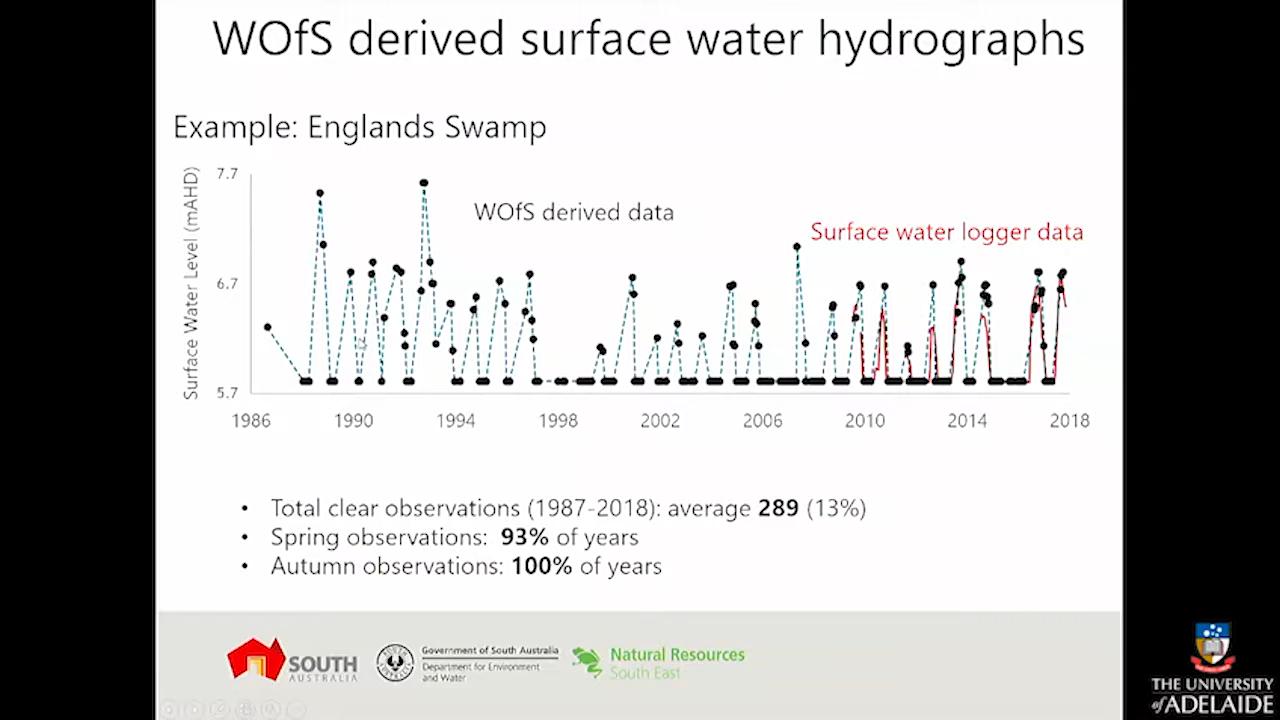 WOfS derived surface water hydrographs
Example: Englands Swamp
Surface Water Level (mAHD)
7.7
6.7
5.7
WOfS derived data
Surface water logger data
1986 1990 1994 1998 2002 2006 2010 2014 2018
• Total clear observations (1987-2018): average 289 (13%)
• Spring observations: 93% of years
• Autumn observations: 100% of years
SOUTH
AUSTRALIA
Government of South Australia
Department for Environment
and Water
Natural Resources
South East
THE UNIVERSITY
of ADELAIDE